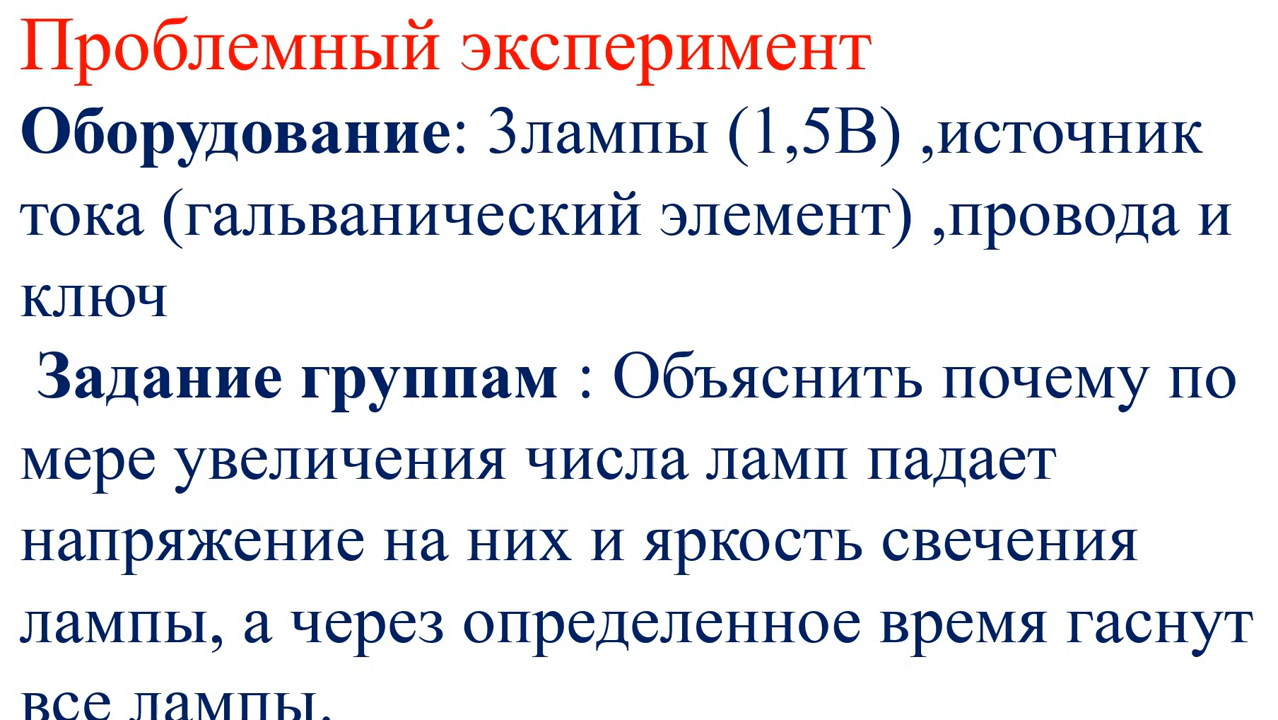 Проблемный эксперимент
Оборудование: 3лампы (1,5В) ,источник
тока (гальванический элемент) ,провода и
ключ
Задание группам : Объяснить почему по
мере увеличения числа ламп падает
напряжение на них и яркость свечения
лампы, а через определенное время гаснут
все лампы.